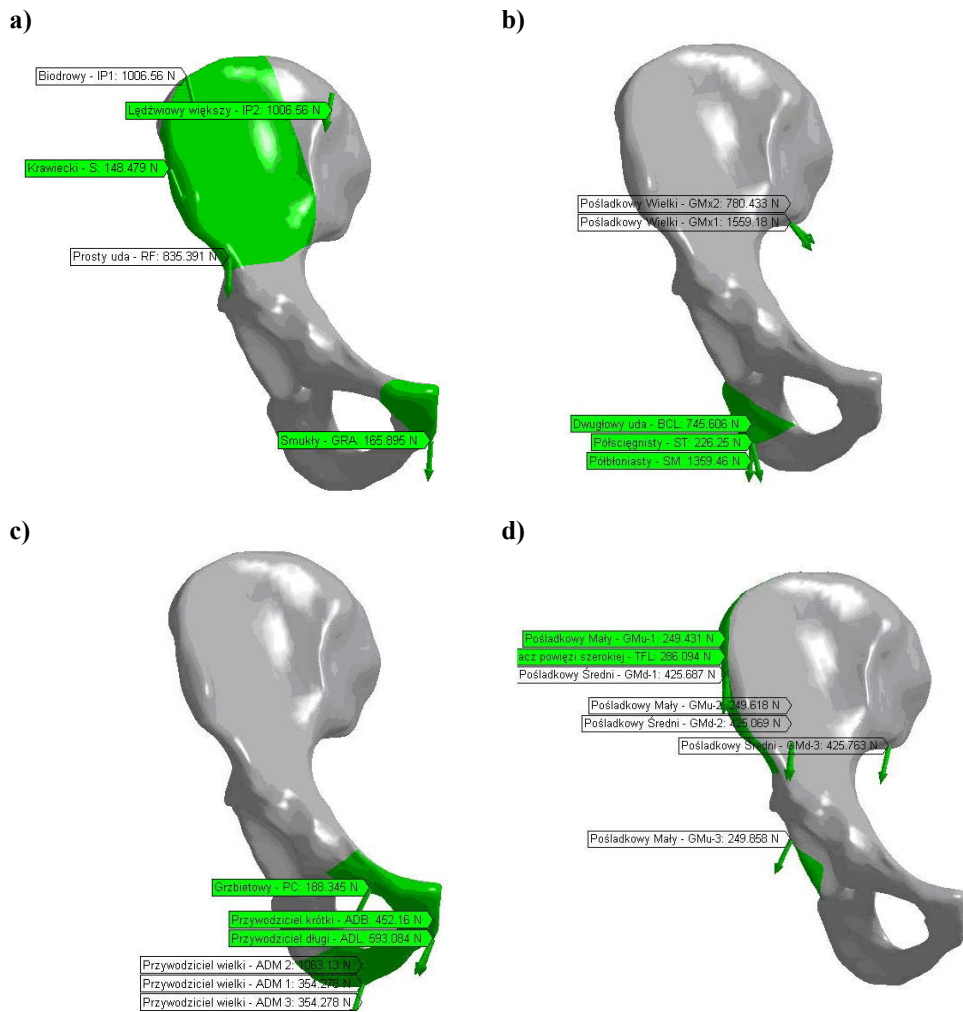 a)
Biodrowy - IP1: 1006.56 N
Lędźwiowy większy - IP2: 1006.56 N
Krawiecki - S: 148.479 N
Prosty uda - RF: 835.391 N
Smukły - GRA: 165.895 N
b)
Pośladkowy Wielki - GMx2: 780.433 N
Pośladkowy Wielki - GMx1: 1559.18 N
Dwugłowy uda - BCL: 745.606 N
Półścięgnisty - ST: 226.25 N
Półbłoniasty - SM: 1359.46 N
c)
Grzbietowy - PC: 188.345 N
Przywodziciel krótki - ADB: 452.16 N
Przywodziciel długi - ADL: 593.084 N
Przywodziciel wielki - ADM 2: 1063.13 N
Przywodziciel wielki - ADM 1: 354.278 N
Przywodziciel wielki - ADM 3: 354.278 N
d)
Pośladkowy Mały - GMu-1: 249.431 N
acz powięzi szerokiej - TFL: 286.094 N
Pośladkowy Średni - GMd-1: 425.687 N
Pośladkowy Mały - GMu-2: 249.618 N
Pośladkowy Średni - GMd-2: 425.069 N
Pośladkowy Średni - GMd-3: 425.763 N
Pośladkowy Mały - GMu-3: 249.858 N